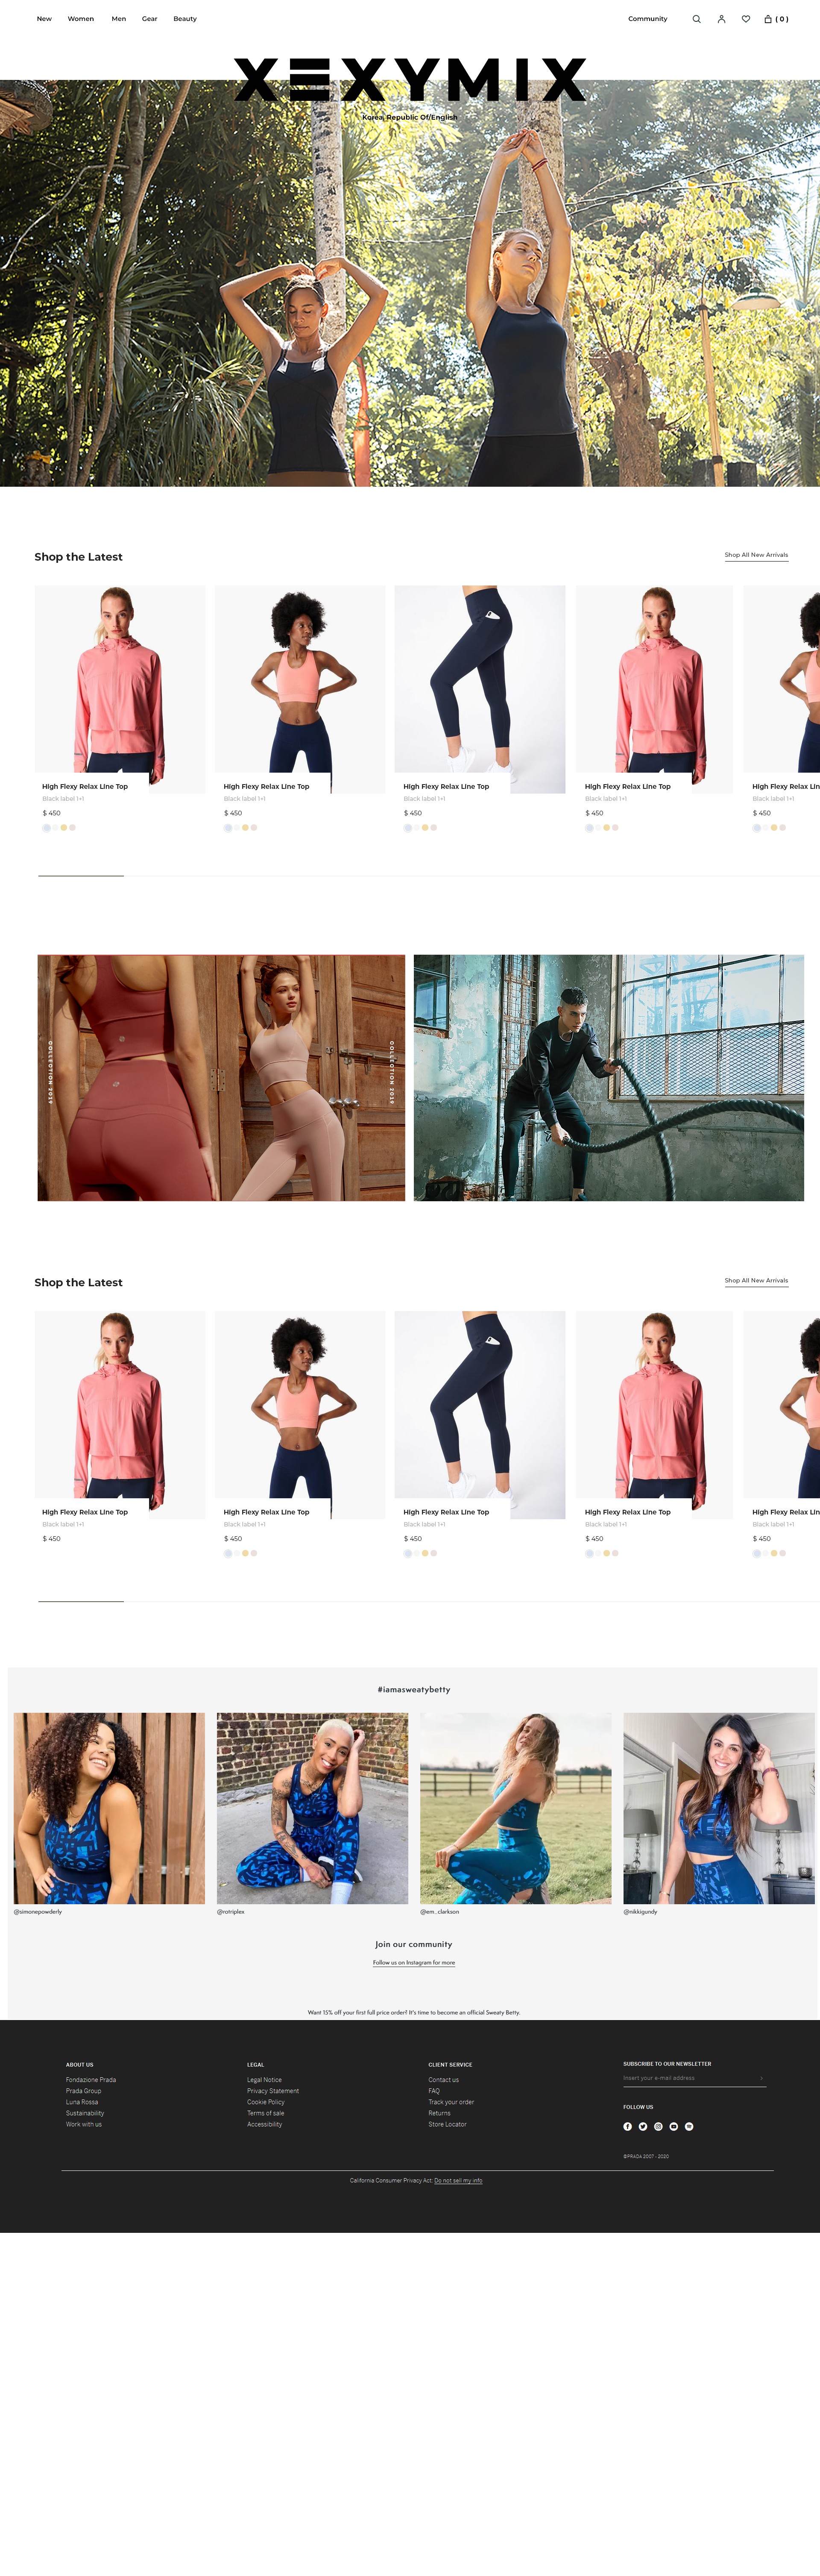 New Women Men Gear Beauty Community ( 0 )
XEXYMIX
Korea, Republic Of/English
Shop the Latest
Shop All New Arrivals
High Flexy Relax Line Top
Black label 1+1
$ 450
High Flexy Relax Line Top
Black label 1+1
$ 450
High Flexy Relax Line Top
Black label 1+1
$ 450
High Flexy Relax Line Top
Black label 1+1
$ 450
High Flexy Relax Lin
Black label 1+1
$ 450
COLLECTION 2019
COLLECTION 2019
Shop the Latest
Shop All New Arrivals
High Flexy Relax Line Top
Black label 1+1
$ 450
High Flexy Relax Line Top
Black label 1+1
$ 450
High Flexy Relax Line Top
Black label 1+1
$ 450
High Flexy Relax Line Top
Black label 1+1
$ 450
High Flexy Relax Lin
Black label 1+1
$ 450
#iamasweatybetty
@simonepowderly
@rotriplex
@em_clarkson
@nikkigundy
Join our community
Follow us on Instagram for more
Want 15% off your first full price order? It's time to become an official Sweaty Betty.
ABOUT US
Fondazione Prada
Prada Group
Luna Rossa
Sustainability
Work with us
LEGAL
Legal Notice
Privacy Statement
Cookie Policy
Terms of sale
Accessibility
CLIENT SERVICE
Contact us
FAQ
Track your order
Returns
Store Locator
SUBSCRIBE TO OUR NEWSLETTER
Insert your e-mail address
FOLLOW US
©PRADA 2007 - 2020
California Consumer Privacy Act: Do not sell my info